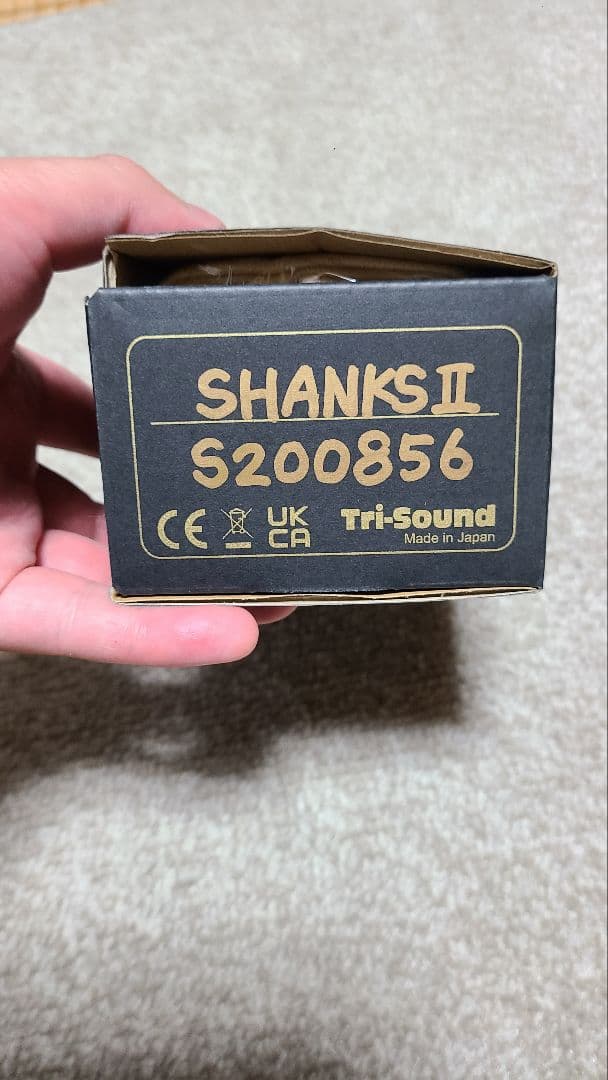 SHANKS II
S200856
CE UK CA Tri-Sound
Made in Japan